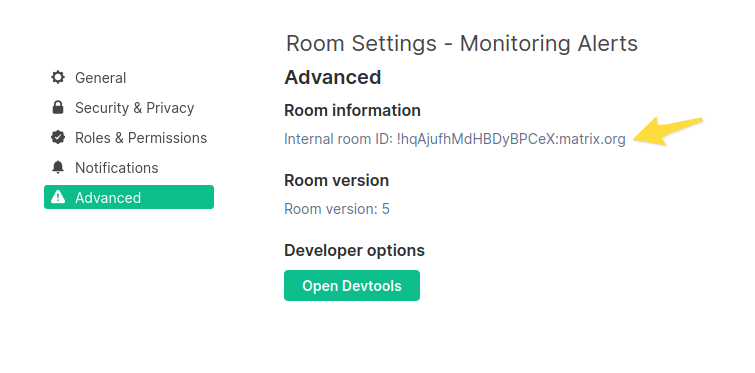 Room Settings - Monitoring Alerts
General
Security & Privacy
Roles & Permissions
Notifications
Advanced
Advanced
Room information
Internal room ID: !hqAjufhMdHBDyBPCeX:matrix.org
Room version
Room version: 5
Developer options
Open Devtools